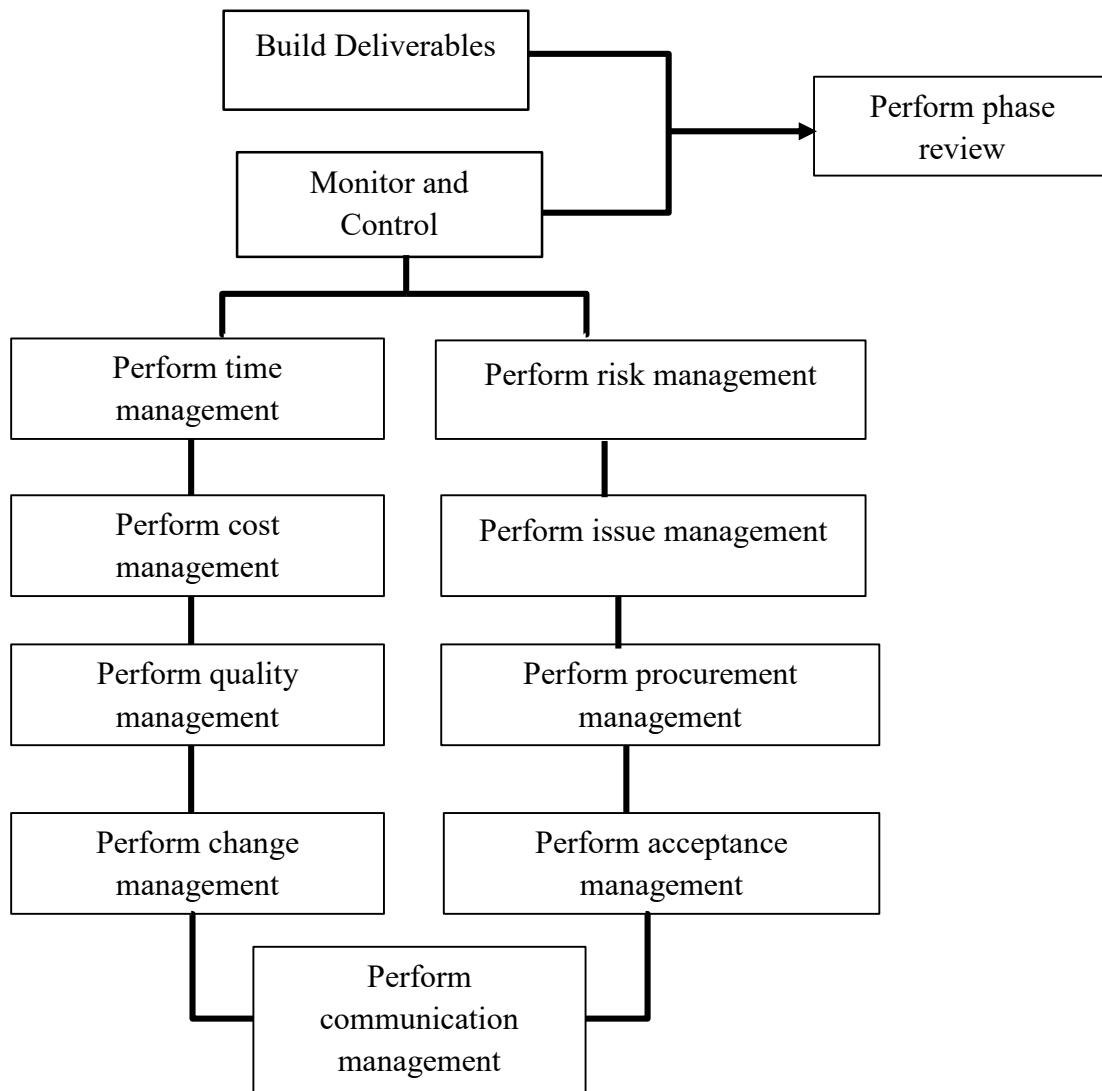 Build Deliverables
Perform phase
review
Monitor and
Control
Perform time
management
Perform risk management
Perform cost
management
Perform issue management
Perform quality
management
Perform procurement
management
Perform change
management
Perform acceptance
management
Perform
communication
management